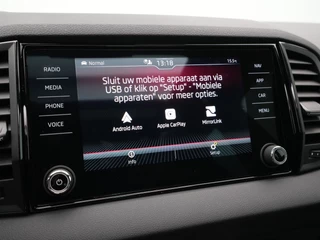 Normal 13:18 15.5°
RADIO
MEDIA
PHONE
VOICE
NAV
APP
CAR
MENU
Sluit uw mobiele apparaat aan via
USB of klik op "Setup" - "Mobiele
apparaten" voor meer opties.
Android Auto Apple CarPlay MirrorLink
Info Setup